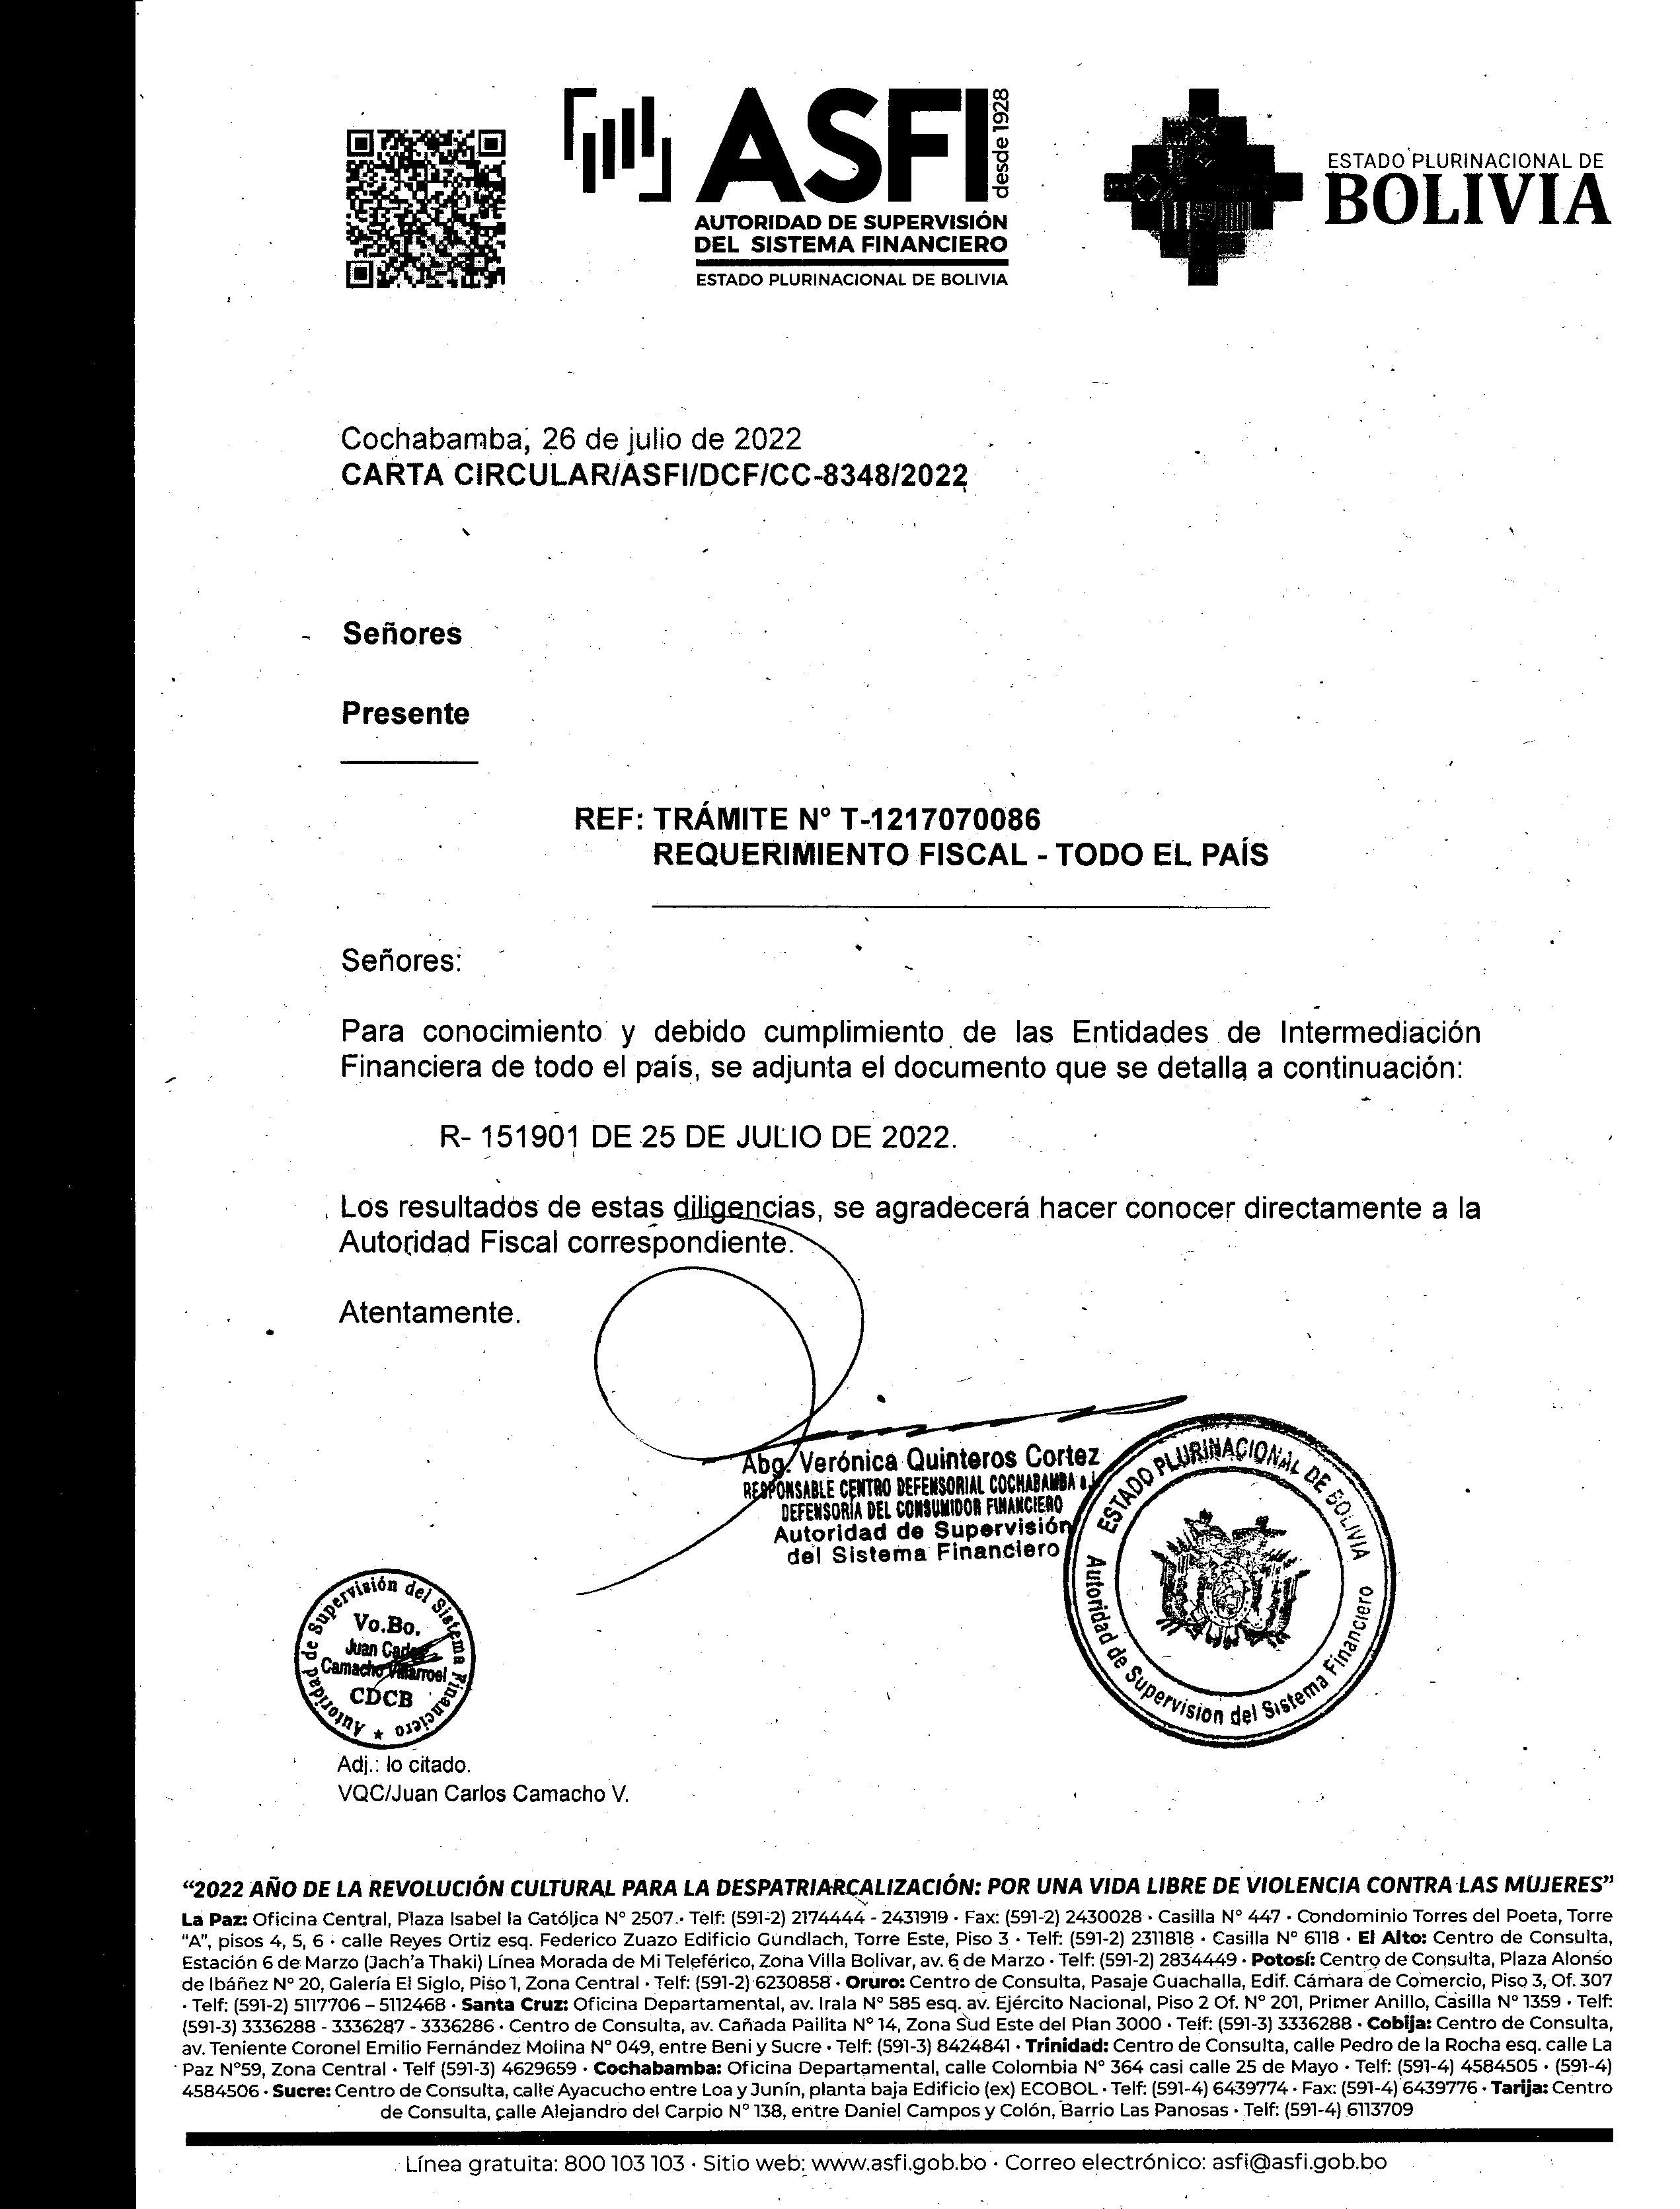 ASFI
desde 1928
AUTORIDAD DE SUPERVISIÓN
DEL SISTEMA FINANCIERO
ESTADO PLURINACIONAL DE BOLIVIA
ESTADO PLURINACIONAL DE
BOLIVIA
Cochabamba, 26 de julio de 2022
CARTA CIRCULAR/ASFI/DCF/CC-8348/2022
Señores
Presente
REF: TRÁMITE Nº T-1217070086
REQUERIMIENTO FISCAL - TODO EL PAÍS
Señores:
Para conocimiento y debido cumplimiento de las Entidades de Intermediación
Financiera de todo el país, se adjunta el documento que se detalla a continuación:
R- 151901 DE 25 DE JULIO DE 2022.
Los resultados de estas diligencias, se agradecerá hacer conocer directamente a la
Autoridad Fiscal correspondiente.
Atentamente.
Abg. Verónica Quinteros Cortez
RESPONSABLE CENTRO DEFENSORIAL COCHABAMBA a.i.
DEFENSORÍA DEL CONSUMIDOR FINANCIERO
Autoridad de Supervisión
del Sistema Financiero
ESTADO PLURINACIONAL DE BOLIVIA
Autoridad de Supervision del Sistema Financiero
Autoridad de Supervisión del Sistema Financiero
Vo.Bo.
Juan Carlos
Camacho Villarroel
CDCB
Adj.: lo citado.
VQC/Juan Carlos Camacho V.
“2022 AÑO DE LA REVOLUCIÓN CULTURAL PARA LA DESPATRIARCALIZACIÓN: POR UNA VIDA LIBRE DE VIOLENCIA CONTRA LAS MUJERES”
La Paz: Oficina Central, Plaza Isabel la Católica Nº 2507 · Telf: (591-2) 2174444 - 2431919 · Fax: (591-2) 2430028 · Casilla Nº 447 · Condominio Torres del Poeta, Torre
"A", pisos 4, 5, 6 · calle Reyes Ortiz esq. Federico Zuazo Edificio Gundlach, Torre Este, Piso 3 · Telf: (591-2) 2311818 · Casilla Nº 6118 · El Alto: Centro de Consulta,
Estación 6 de Marzo (Jach'a Thaki) Línea Morada de Mi Teleférico, Zona Villa Bolivar, av. 6 de Marzo · Telf: (591-2) 2834449 · Potosí: Centro de Consulta, Plaza Alonso
de Ibáñez Nº 20, Galería El Siglo, Piso 1, Zona Central · Telf: (591-2) 6230858 · Oruro: Centro de Consulta, Pasaje Guachalla, Edif. Cámara de Comercio, Piso 3, Of. 307
· Telf: (591-2) 5117706 – 5112468 · Santa Cruz: Oficina Departamental, av. Irala Nº 585 esq. av. Ejército Nacional, Piso 2 Of. Nº 201, Primer Anillo, Casilla Nº 1359 · Telf:
(591-3) 3336288 - 3336287 - 3336286 · Centro de Consulta, av. Cañada Pailita Nº 14, Zona Sud Este del Plan 3000 · Telf: (591-3) 3336288 · Cobija: Centro de Consulta,
av. Teniente Coronel Emilio Fernández Molina Nº 049, entre Beni y Sucre · Telf: (591-3) 8424841 · Trinidad: Centro de Consulta, calle Pedro de la Rocha esq. calle La
Paz Nº59, Zona Central · Telf (591-3) 4629659 · Cochabamba: Oficina Departamental, calle Colombia Nº 364 casi calle 25 de Mayo · Telf: (591-4) 4584505 · (591-4)
4584506 · Sucre: Centro de Consulta, calle Ayacucho entre Loa y Junín, planta baja Edificio (ex) ECOBOL · Telf: (591-4) 6439774 · Fax: (591-4) 6439776 · Tarija: Centro
de Consulta, calle Alejandro del Carpio Nº 138, entre Daniel Campos y Colón, Barrio Las Panosas · Telf: (591-4) 6113709
Línea gratuita: 800 103 103 · Sitio web: www.asfi.gob.bo · Correo electrónico: asfi@asfi.gob.bo